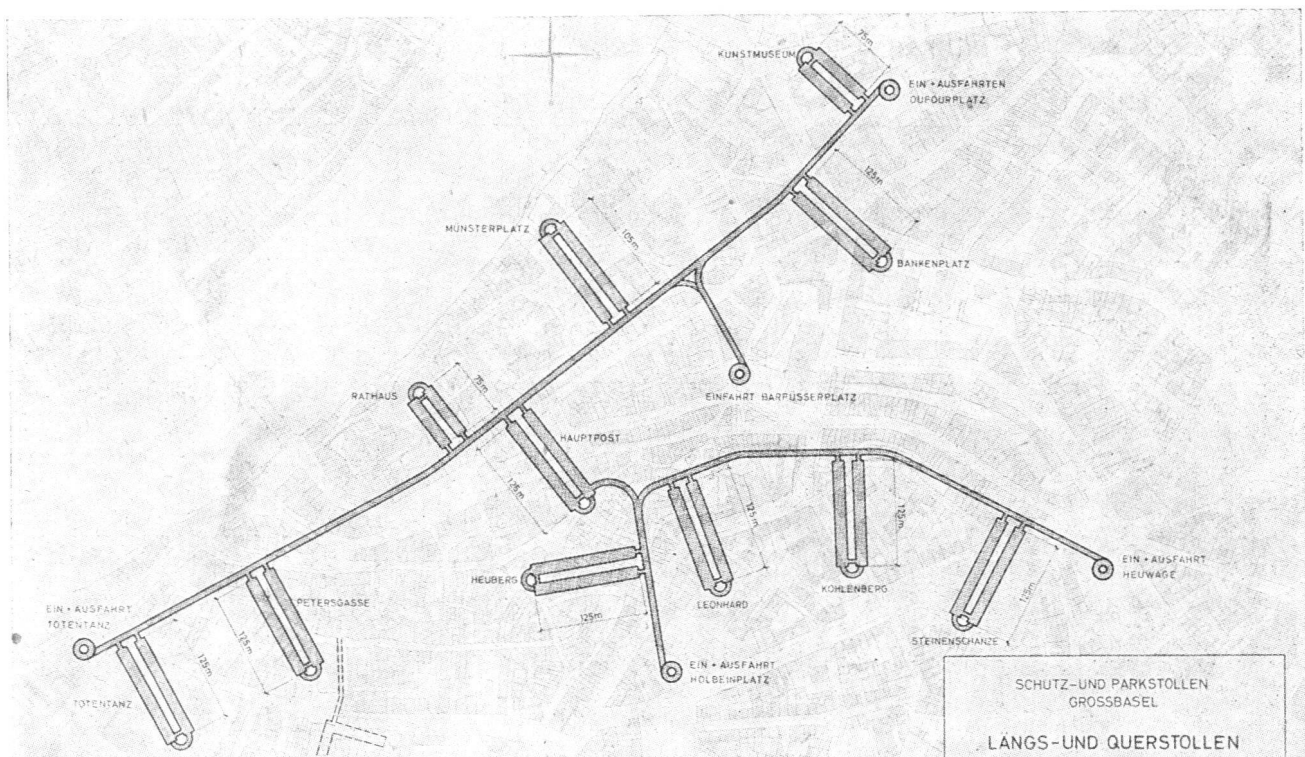 KUNSTMUSEUM
75m.
EIN + AUSFAHRTEN
DUFOURPLATZ
125m.
BANKENPLATZ
MÜNSTERPLATZ
105m.
EINFAHRT BARFÜSSERPLATZ
RATHAUS
75m.
HAUPTPOST
125m.
HEUBERG
125m.
LEONHARD
125m.
KOHLENBERG
125m.
STEINENSCHANZE
125m.
EIN + AUSFAHRT
HEUWAGE
EIN + AUSFAHRT
HOLBEINPLATZ
PETERSGASSE
125m.
EIN + AUSFAHRT
TOTENTANZ
TOTENTANZ
125m.
SCHUTZ-UND PARKSTOLLEN
GROSSBASEL
LÄNGS-UND QUERSTOLLEN